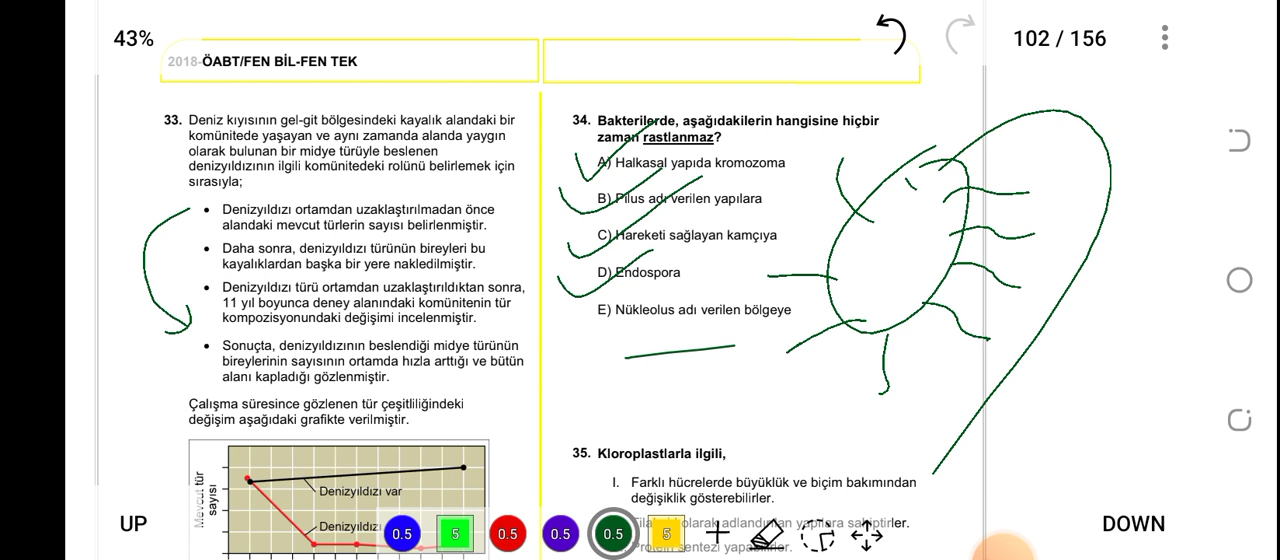 43%
102 / 156
2018-ÖABT/FEN BİL-FEN TEK
33. Deniz kıyısının gel-git bölgesindeki kayalık alandaki bir
komünitede yaşayan ve aynı zamanda alanda yaygın
olarak bulunan bir midye türüyle beslenen
denizyıldızının ilgili komünitedeki rolünü belirlemek için
sırasıyla;
• Denizyıldızı ortamdan uzaklaştırılmadan önce
alandaki mevcut türlerin sayısı belirlenmiştir.
• Daha sonra, denizyıldızı türünün bireyleri bu
kayalıklardan başka bir yere nakledilmiştir.
• Denizyıldızı türü ortamdan uzaklaştırıldıktan sonra,
11 yıl boyunca deney alanındaki komünitenin tür
kompozisyonundaki değişimi incelenmiştir.
• Sonuçta, denizyıldızının beslendiği midye türünün
bireylerinin sayısının ortamda hızla arttığı ve bütün
alanı kapladığı gözlenmiştir.
Çalışma süresince gözlenen tür çeşitliliğindeki
değişim aşağıdaki grafikte verilmiştir.
Mevcut tür
sayısı
Denizyıldızı var
Denizyıldızı
34. Bakterilerde, aşağıdakilerin hangisine hiçbir
zaman rastlanmaz?
A) Halkasal yapıda kromozoma
B) Pilus adı verilen yapılara
C) Hareketi sağlayan kamçıya
D) Endospora
E) Nükleolus adı verilen bölgeye
35. Kloroplastlarla ilgili,
I. Farklı hücrelerde büyüklük ve biçim bakımından
değişiklik gösterebilirler.
olarak adlandırılan yapılara sahiptirler.
Protein sentezi yapabilirler.
UP
0.5
5
0.5
0.5
0.5
5
DOWN